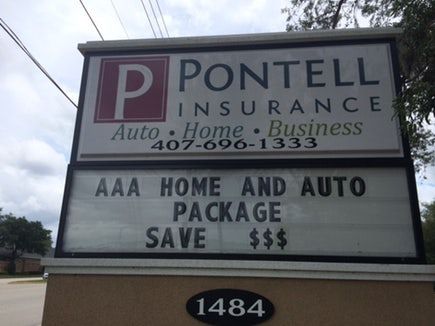 P PONTELL
INSURANCE
Auto • Home • Business
407-696-1333
AAA HOME AND AUTO
PACKAGE
SAVE $$$
1484